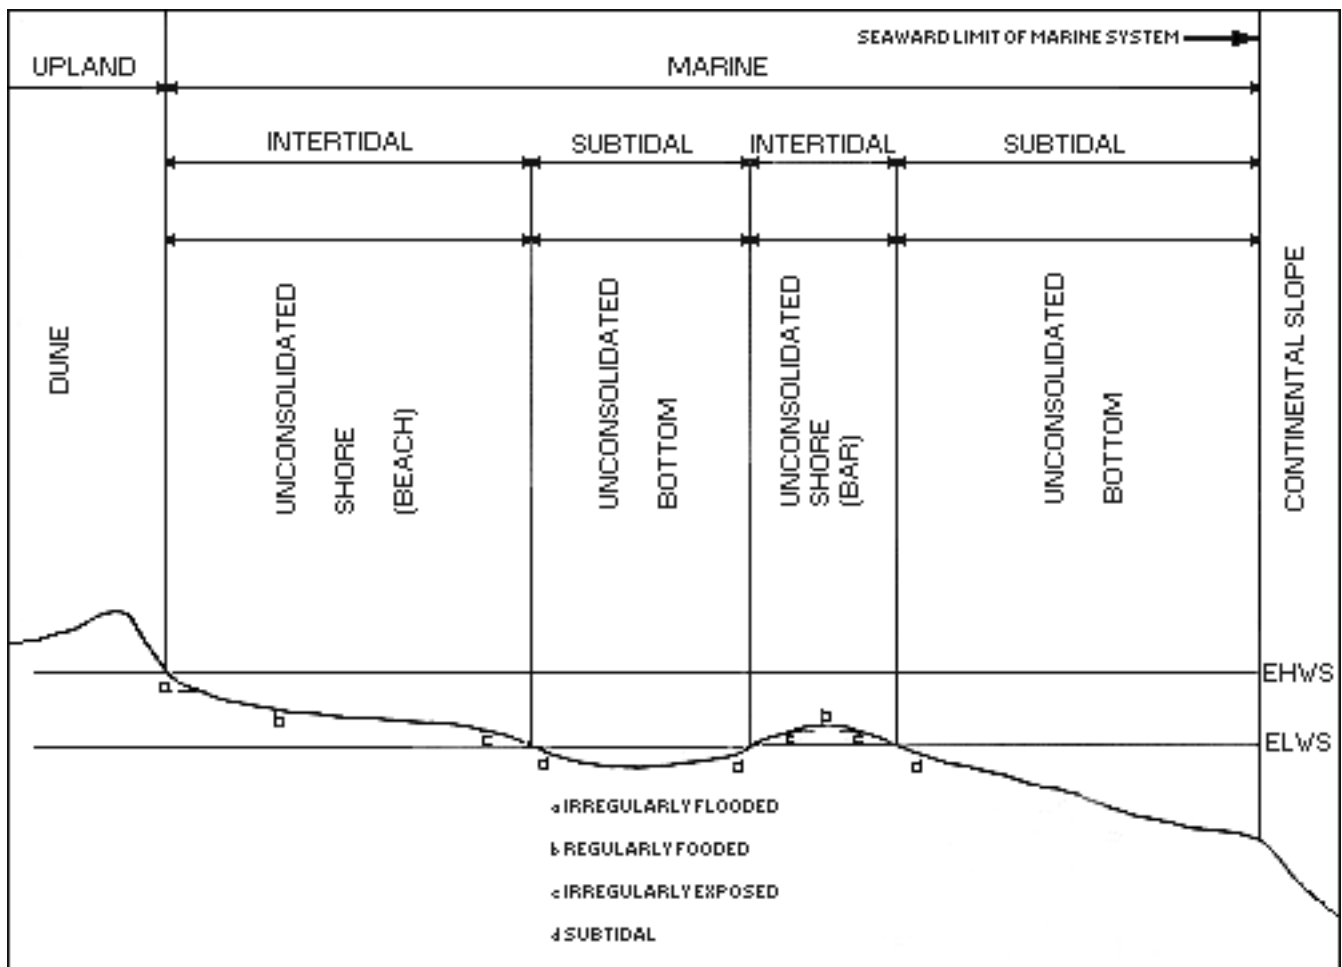 SEAWARD LIMIT OF MARINE SYSTEM
UPLAND
MARINE
INTERTIDAL
SUBTIDAL
INTERTIDAL
SUBTIDAL
DUNE
UNCONSOLIDATED
SHORE
(BEACH)
UNCONSOLIDATED
BOTTOM
UNCONSOLIDATED
SHORE
(BAR)
UNCONSOLIDATED
BOTTOM
CONTINENTAL SLOPE
EHWS
a
b
b
c
c
c
ELWS
d
d
d
a IRREGULARLY FLOODED
b REGULARLY FOODED
c IRREGULARLY EXPOSED
d SUBTIDAL